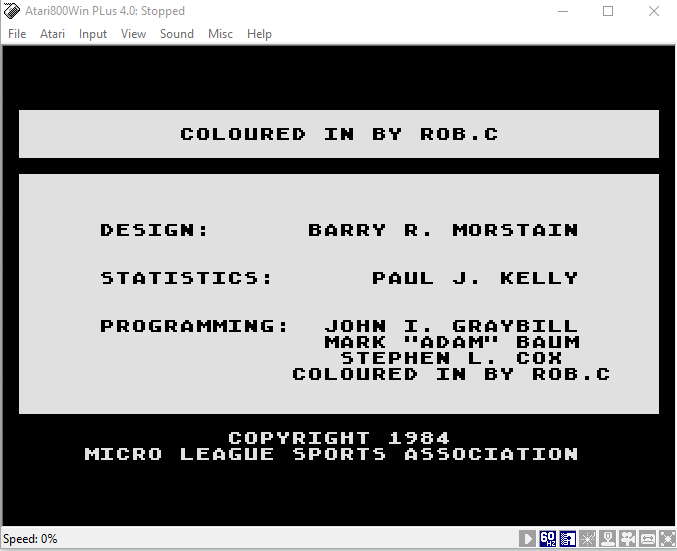 Atari800Win PLus 4.0: Stopped
File Atari Input View Sound Misc Help
COLOURED IN BY ROB.C
DESIGN: BARRY R. MORSTAIN
STATISTICS: PAUL J. KELLY
PROGRAMMING: JOHN I. GRAYBILL
MARK "ADAM" BAUM
STEPHEN L. COX
COLOURED IN BY ROB.C
COPYRIGHT 1984
MICRO LEAGUE SPORTS ASSOCIATION
Speed: 0%
60 Hz